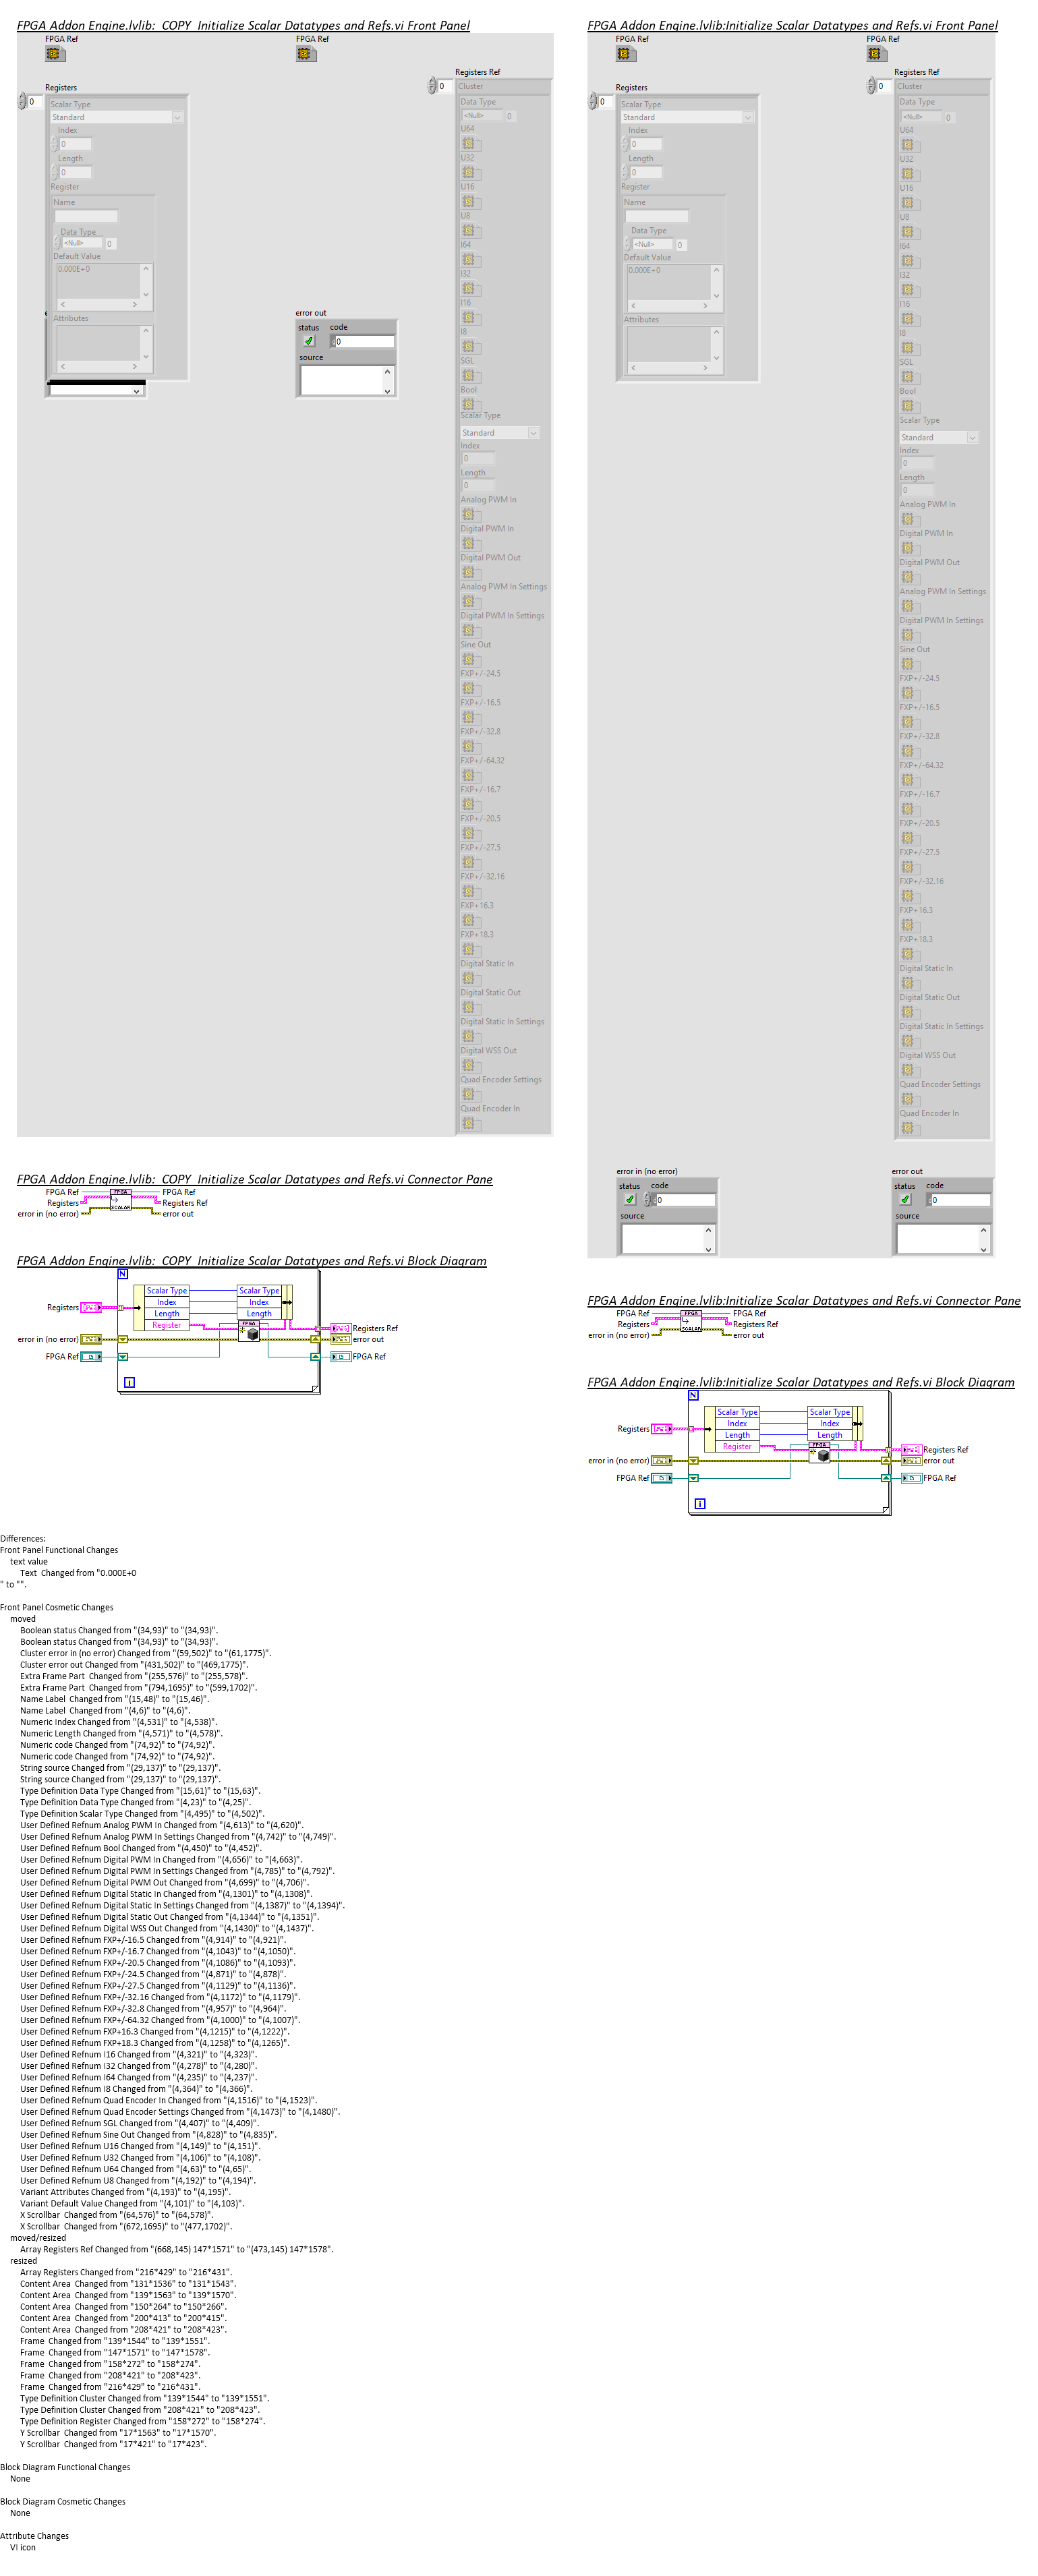 FPGA Addon Engine.lvlib:  COPY  Initialize Scalar Datatypes and Refs.vi Front Panel
FPGA Ref
FPGA Ref
Registers Ref
0
Cluster
Registers
0
Scalar Type
Standard
Index
0
Length
0
Register
Name
Data Type
<Null>
0
Default Value
0.000E+0
Attributes
error out
status
code
0
source
Data Type
<Null>
0
U64
U32
U16
U8
I64
I32
I16
I8
SGL
Bool
Scalar Type
Standard
Index
0
Length
0
Analog PWM In
Digital PWM In
Digital PWM Out
Analog PWM In Settings
Digital PWM In Settings
Sine Out
FXP+/-24.5
FXP+/-16.5
FXP+/-32.8
FXP+/-64.32
FXP+/-16.7
FXP+/-20.5
FXP+/-27.5
FXP+/-32.16
FXP+16.3
FXP+18.3
Digital Static In
Digital Static Out
Digital Static In Settings
Digital WSS Out
Quad Encoder Settings
Quad Encoder In
FPGA Addon Engine.lvlib:  COPY  Initialize Scalar Datatypes and Refs.vi Connector Pane
FPGA Ref
Registers
error in (no error)
FPGA
SCALAR
FPGA Ref
Registers Ref
error out
FPGA Addon Engine.lvlib:  COPY  Initialize Scalar Datatypes and Refs.vi Block Diagram
N
Scalar Type
Index
Length
Register
Scalar Type
Index
Length
FPGA
Registers
error in (no error)
FPGA Ref
Registers Ref
error out
FPGA Ref
i
FPGA Addon Engine.lvlib:Initialize Scalar Datatypes and Refs.vi Front Panel
FPGA Ref
FPGA Ref
Registers Ref
0
Cluster
Registers
0
Scalar Type
Standard
Index
0
Length
0
Register
Name
Data Type
<Null>
0
Default Value
0.000E+0
Attributes
Data Type
<Null>
0
U64
U32
U16
U8
I64
I32
I16
I8
SGL
Bool
Scalar Type
Standard
Index
0
Length
0
Analog PWM In
Digital PWM In
Digital PWM Out
Analog PWM In Settings
Digital PWM In Settings
Sine Out
FXP+/-24.5
FXP+/-16.5
FXP+/-32.8
FXP+/-64.32
FXP+/-16.7
FXP+/-20.5
FXP+/-27.5
FXP+/-32.16
FXP+16.3
FXP+18.3
Digital Static In
Digital Static Out
Digital Static In Settings
Digital WSS Out
Quad Encoder Settings
Quad Encoder In
error in (no error)
status
code
0
source
error out
status
code
0
source
FPGA Addon Engine.lvlib:Initialize Scalar Datatypes and Refs.vi Connector Pane
FPGA Ref
Registers
error in (no error)
FPGA
SCALAR
FPGA Ref
Registers Ref
error out
FPGA Addon Engine.lvlib:Initialize Scalar Datatypes and Refs.vi Block Diagram
N
Scalar Type
Index
Length
Register
Scalar Type
Index
Length
FPGA
Registers
error in (no error)
FPGA Ref
Registers Ref
error out
FPGA Ref
i
Differences:
Front Panel Functional Changes
text value
Text  Changed from "0.000E+0
" to "".
Front Panel Cosmetic Changes
moved
Boolean status Changed from "(34,93)" to "(34,93)".
Boolean status Changed from "(34,93)" to "(34,93)".
Cluster error in (no error) Changed from "(59,502)" to "(61,1775)".
Cluster error out Changed from "(431,502)" to "(469,1775)".
Extra Frame Part  Changed from "(255,576)" to "(255,578)".
Extra Frame Part  Changed from "(794,1695)" to "(599,1702)".
Name Label  Changed from "(15,48)" to "(15,46)".
Name Label  Changed from "(4,6)" to "(4,6)".
Numeric Index Changed from "(4,531)" to "(4,538)".
Numeric Length Changed from "(4,571)" to "(4,578)".
Numeric code Changed from "(74,92)" to "(74,92)".
Numeric code Changed from "(74,92)" to "(74,92)".
String source Changed from "(29,137)" to "(29,137)".
String source Changed from "(29,137)" to "(29,137)".
Type Definition Data Type Changed from "(15,61)" to "(15,63)".
Type Definition Data Type Changed from "(4,23)" to "(4,25)".
Type Definition Scalar Type Changed from "(4,495)" to "(4,502)".
User Defined Refnum Analog PWM In Changed from "(4,613)" to "(4,620)".
User Defined Refnum Analog PWM In Settings Changed from "(4,742)" to "(4,749)".
User Defined Refnum Bool Changed from "(4,450)" to "(4,452)".
User Defined Refnum Digital PWM In Changed from "(4,656)" to "(4,663)".
User Defined Refnum Digital PWM In Settings Changed from "(4,785)" to "(4,792)".
User Defined Refnum Digital PWM Out Changed from "(4,699)" to "(4,706)".
User Defined Refnum Digital Static In Changed from "(4,1301)" to "(4,1308)".
User Defined Refnum Digital Static In Settings Changed from "(4,1387)" to "(4,1394)".
User Defined Refnum Digital Static Out Changed from "(4,1344)" to "(4,1351)".
User Defined Refnum Digital WSS Out Changed from "(4,1430)" to "(4,1437)".
User Defined Refnum FXP+/-16.5 Changed from "(4,914)" to "(4,921)".
User Defined Refnum FXP+/-16.7 Changed from "(4,1043)" to "(4,1050)".
User Defined Refnum FXP+/-20.5 Changed from "(4,1086)" to "(4,1093)".
User Defined Refnum FXP+/-24.5 Changed from "(4,871)" to "(4,878)".
User Defined Refnum FXP+/-27.5 Changed from "(4,1129)" to "(4,1136)".
User Defined Refnum FXP+/-32.16 Changed from "(4,1172)" to "(4,1179)".
User Defined Refnum FXP+/-32.8 Changed from "(4,957)" to "(4,964)".
User Defined Refnum FXP+/-64.32 Changed from "(4,1000)" to "(4,1007)".
User Defined Refnum FXP+16.3 Changed from "(4,1215)" to "(4,1222)".
User Defined Refnum FXP+18.3 Changed from "(4,1258)" to "(4,1265)".
User Defined Refnum I16 Changed from "(4,321)" to "(4,323)".
User Defined Refnum I32 Changed from "(4,278)" to "(4,280)".
User Defined Refnum I64 Changed from "(4,235)" to "(4,237)".
User Defined Refnum I8 Changed from "(4,364)" to "(4,366)".
User Defined Refnum Quad Encoder In Changed from "(4,1516)" to "(4,1523)".
User Defined Refnum Quad Encoder Settings Changed from "(4,1473)" to "(4,1480)".
User Defined Refnum SGL Changed from "(4,407)" to "(4,409)".
User Defined Refnum Sine Out Changed from "(4,828)" to "(4,835)".
User Defined Refnum U16 Changed from "(4,149)" to "(4,151)".
User Defined Refnum U32 Changed from "(4,106)" to "(4,108)".
User Defined Refnum U64 Changed from "(4,63)" to "(4,65)".
User Defined Refnum U8 Changed from "(4,192)" to "(4,194)".
Variant Attributes Changed from "(4,193)" to "(4,195)".
Variant Default Value Changed from "(4,101)" to "(4,103)".
X Scrollbar  Changed from "(64,576)" to "(64,578)".
X Scrollbar  Changed from "(672,1695)" to "(477,1702)".
moved/resized
Array Registers Ref Changed from "(668,145) 147*1571" to "(473,145) 147*1578".
resized
Array Registers Changed from "216*429" to "216*431".
Content Area  Changed from "131*1536" to "131*1543".
Content Area  Changed from "139*1563" to "139*1570".
Content Area  Changed from "150*264" to "150*266".
Content Area  Changed from "200*413" to "200*415".
Content Area  Changed from "208*421" to "208*423".
Frame  Changed from "139*1544" to "139*1551".
Frame  Changed from "147*1571" to "147*1578".
Frame  Changed from "158*272" to "158*274".
Frame  Changed from "208*421" to "208*423".
Frame  Changed from "216*429" to "216*431".
Type Definition Cluster Changed from "139*1544" to "139*1551".
Type Definition Cluster Changed from "208*421" to "208*423".
Type Definition Register Changed from "158*272" to "158*274".
Y Scrollbar  Changed from "17*1563" to "17*1570".
Y Scrollbar  Changed from "17*421" to "17*423".
Block Diagram Functional Changes
None
Block Diagram Cosmetic Changes
None
Attribute Changes
VI icon